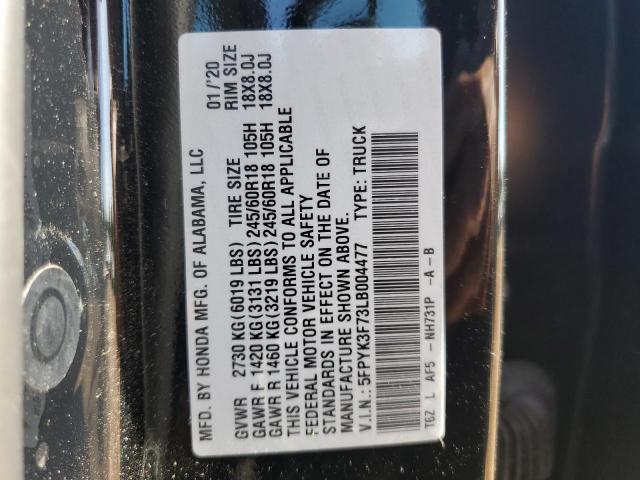 MFD. BY HONDA MFG. OF ALABAMA, LLC 01/'20
GVWR 2730 KG (6019 LBS) TIRE SIZE RIM SIZE
GAWR F 1420 KG (3131 LBS) 245/60R18 105H 18X8.0J
GAWR R 1460 KG (3219 LBS) 245/60R18 105H 18X8.0J
THIS VEHICLE CONFORMS TO ALL APPLICABLE
FEDERAL MOTOR VEHICLE SAFETY
STANDARDS IN EFFECT ON THE DATE OF
MANUFACTURE SHOWN ABOVE.
V.I.N.: 5FPYK3F73LB004477 TYPE: TRUCK
T6Z L AF5 - NH731P -A -B